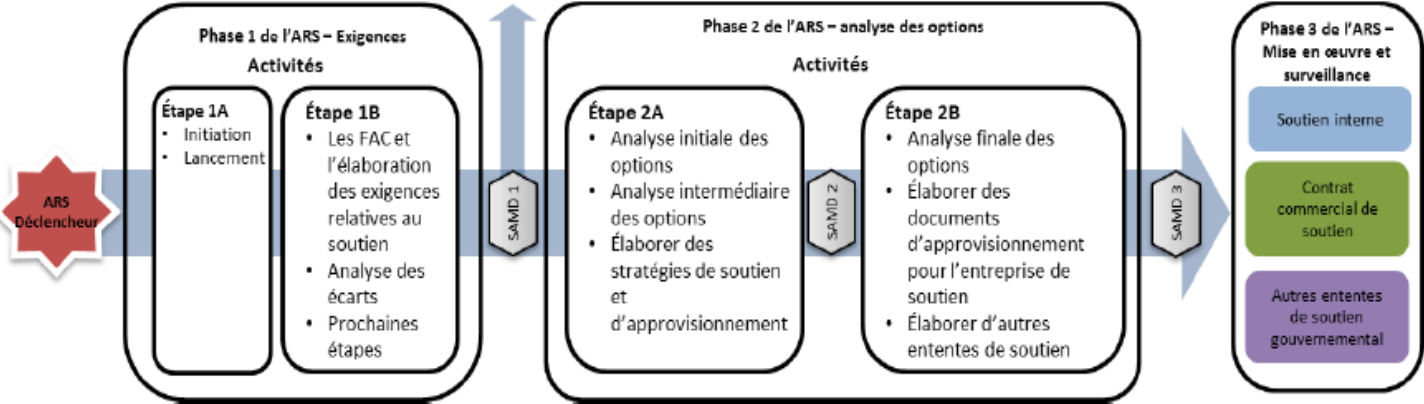 ARS
Déclencheur
Phase 1 de l'ARS – Exigences
Activités
Étape 1A
• Initiation
• Lancement
Étape 1B
• Les FAC et
l'élaboration
des exigences
relatives au
soutien
• Analyse des
écarts
• Prochaines
étapes
SAMD 1
Phase 2 de l'ARS – analyse des options
Activités
Étape 2A
• Analyse initiale des
options
• Analyse intermédiaire
des options
• Élaborer des
stratégies de soutien
et
d'approvisionnement
SAMD 2
Étape 2B
• Analyse finale des
options
• Élaborer des
documents
d'approvisionnement
pour l'entreprise de
soutien
• Élaborer d'autres
ententes de soutien
SAMD 3
Phase 3 de l'ARS –
Mise en œuvre et
surveillance
Soutien interne
Contrat
commercial de
soutien
Autres ententes
de soutien
gouvernemental